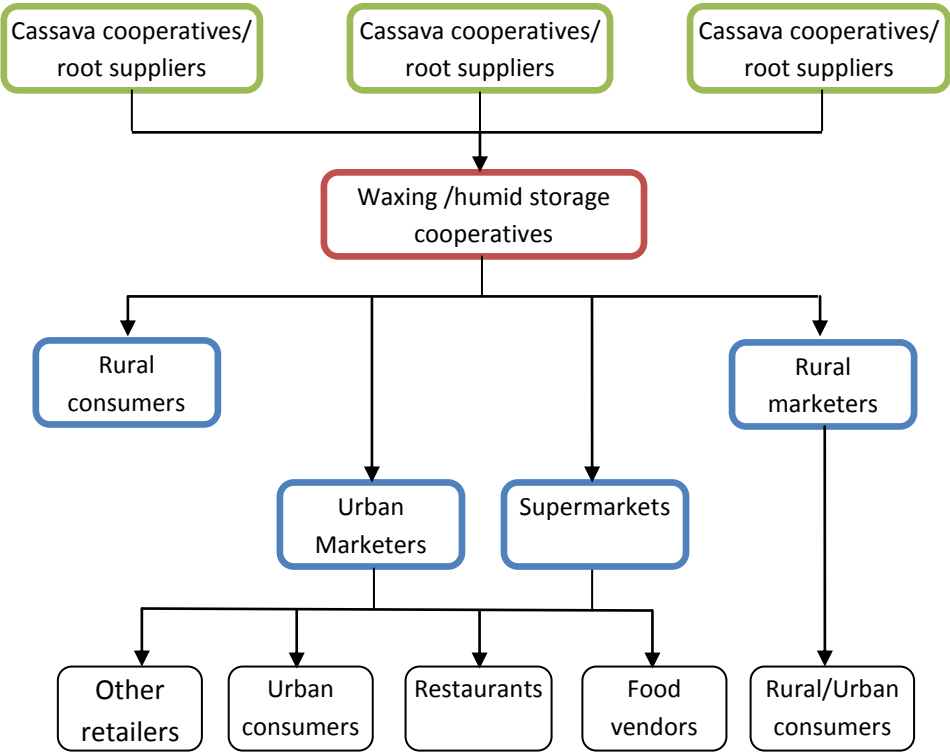 Cassava cooperatives/
root suppliers
Cassava cooperatives/
root suppliers
Cassava cooperatives/
root suppliers
Waxing /humid storage
cooperatives
Rural
consumers
Rural
marketers
Urban
Marketers
Supermarkets
Other
retailers
Urban
consumers
Restaurants
Food
vendors
Rural/Urban
consumers